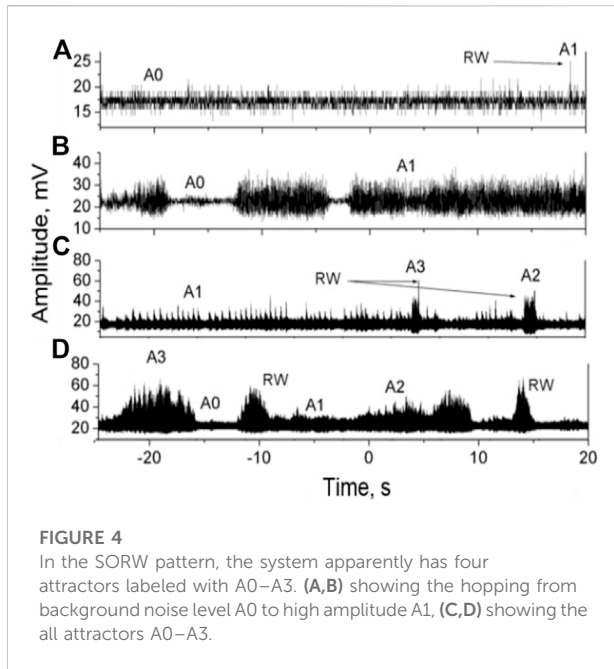 A
25
20
15
A0
RW
A1
B
40
30
20
10
A0
A1
C
80
60
40
20
A1
RW
A3
A2
D
80
60
40
20
A3
A0
RW
A1
A2
RW
Amplitude, mV
-20 -10 0 10 20
Time, s
FIGURE 4
In the SORW pattern, the system apparently has four
attractors labeled with A0–A3. (A,B) showing the hopping from
background noise level A0 to high amplitude A1, (C,D) showing the
all attractors A0–A3.